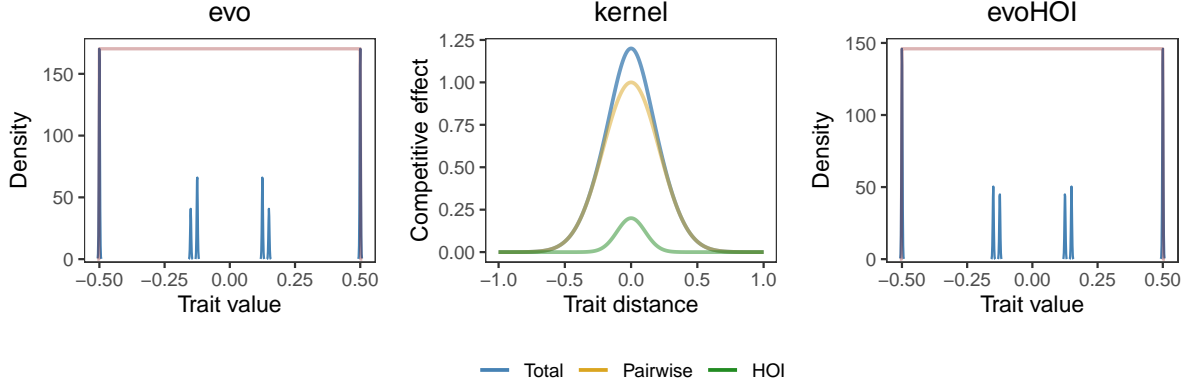 evo
Density
150
100
50
0
−0.50 −0.25 0.00 0.25 0.50
Trait value
kernel
Competitive effect
1.25
1.00
0.75
0.50
0.25
0.00
−1.0 −0.5 0.0 0.5 1.0
Trait distance
evoHOI
Density
150
100
50
0
−0.50 −0.25 0.00 0.25 0.50
Trait value
Total Pairwise HOI